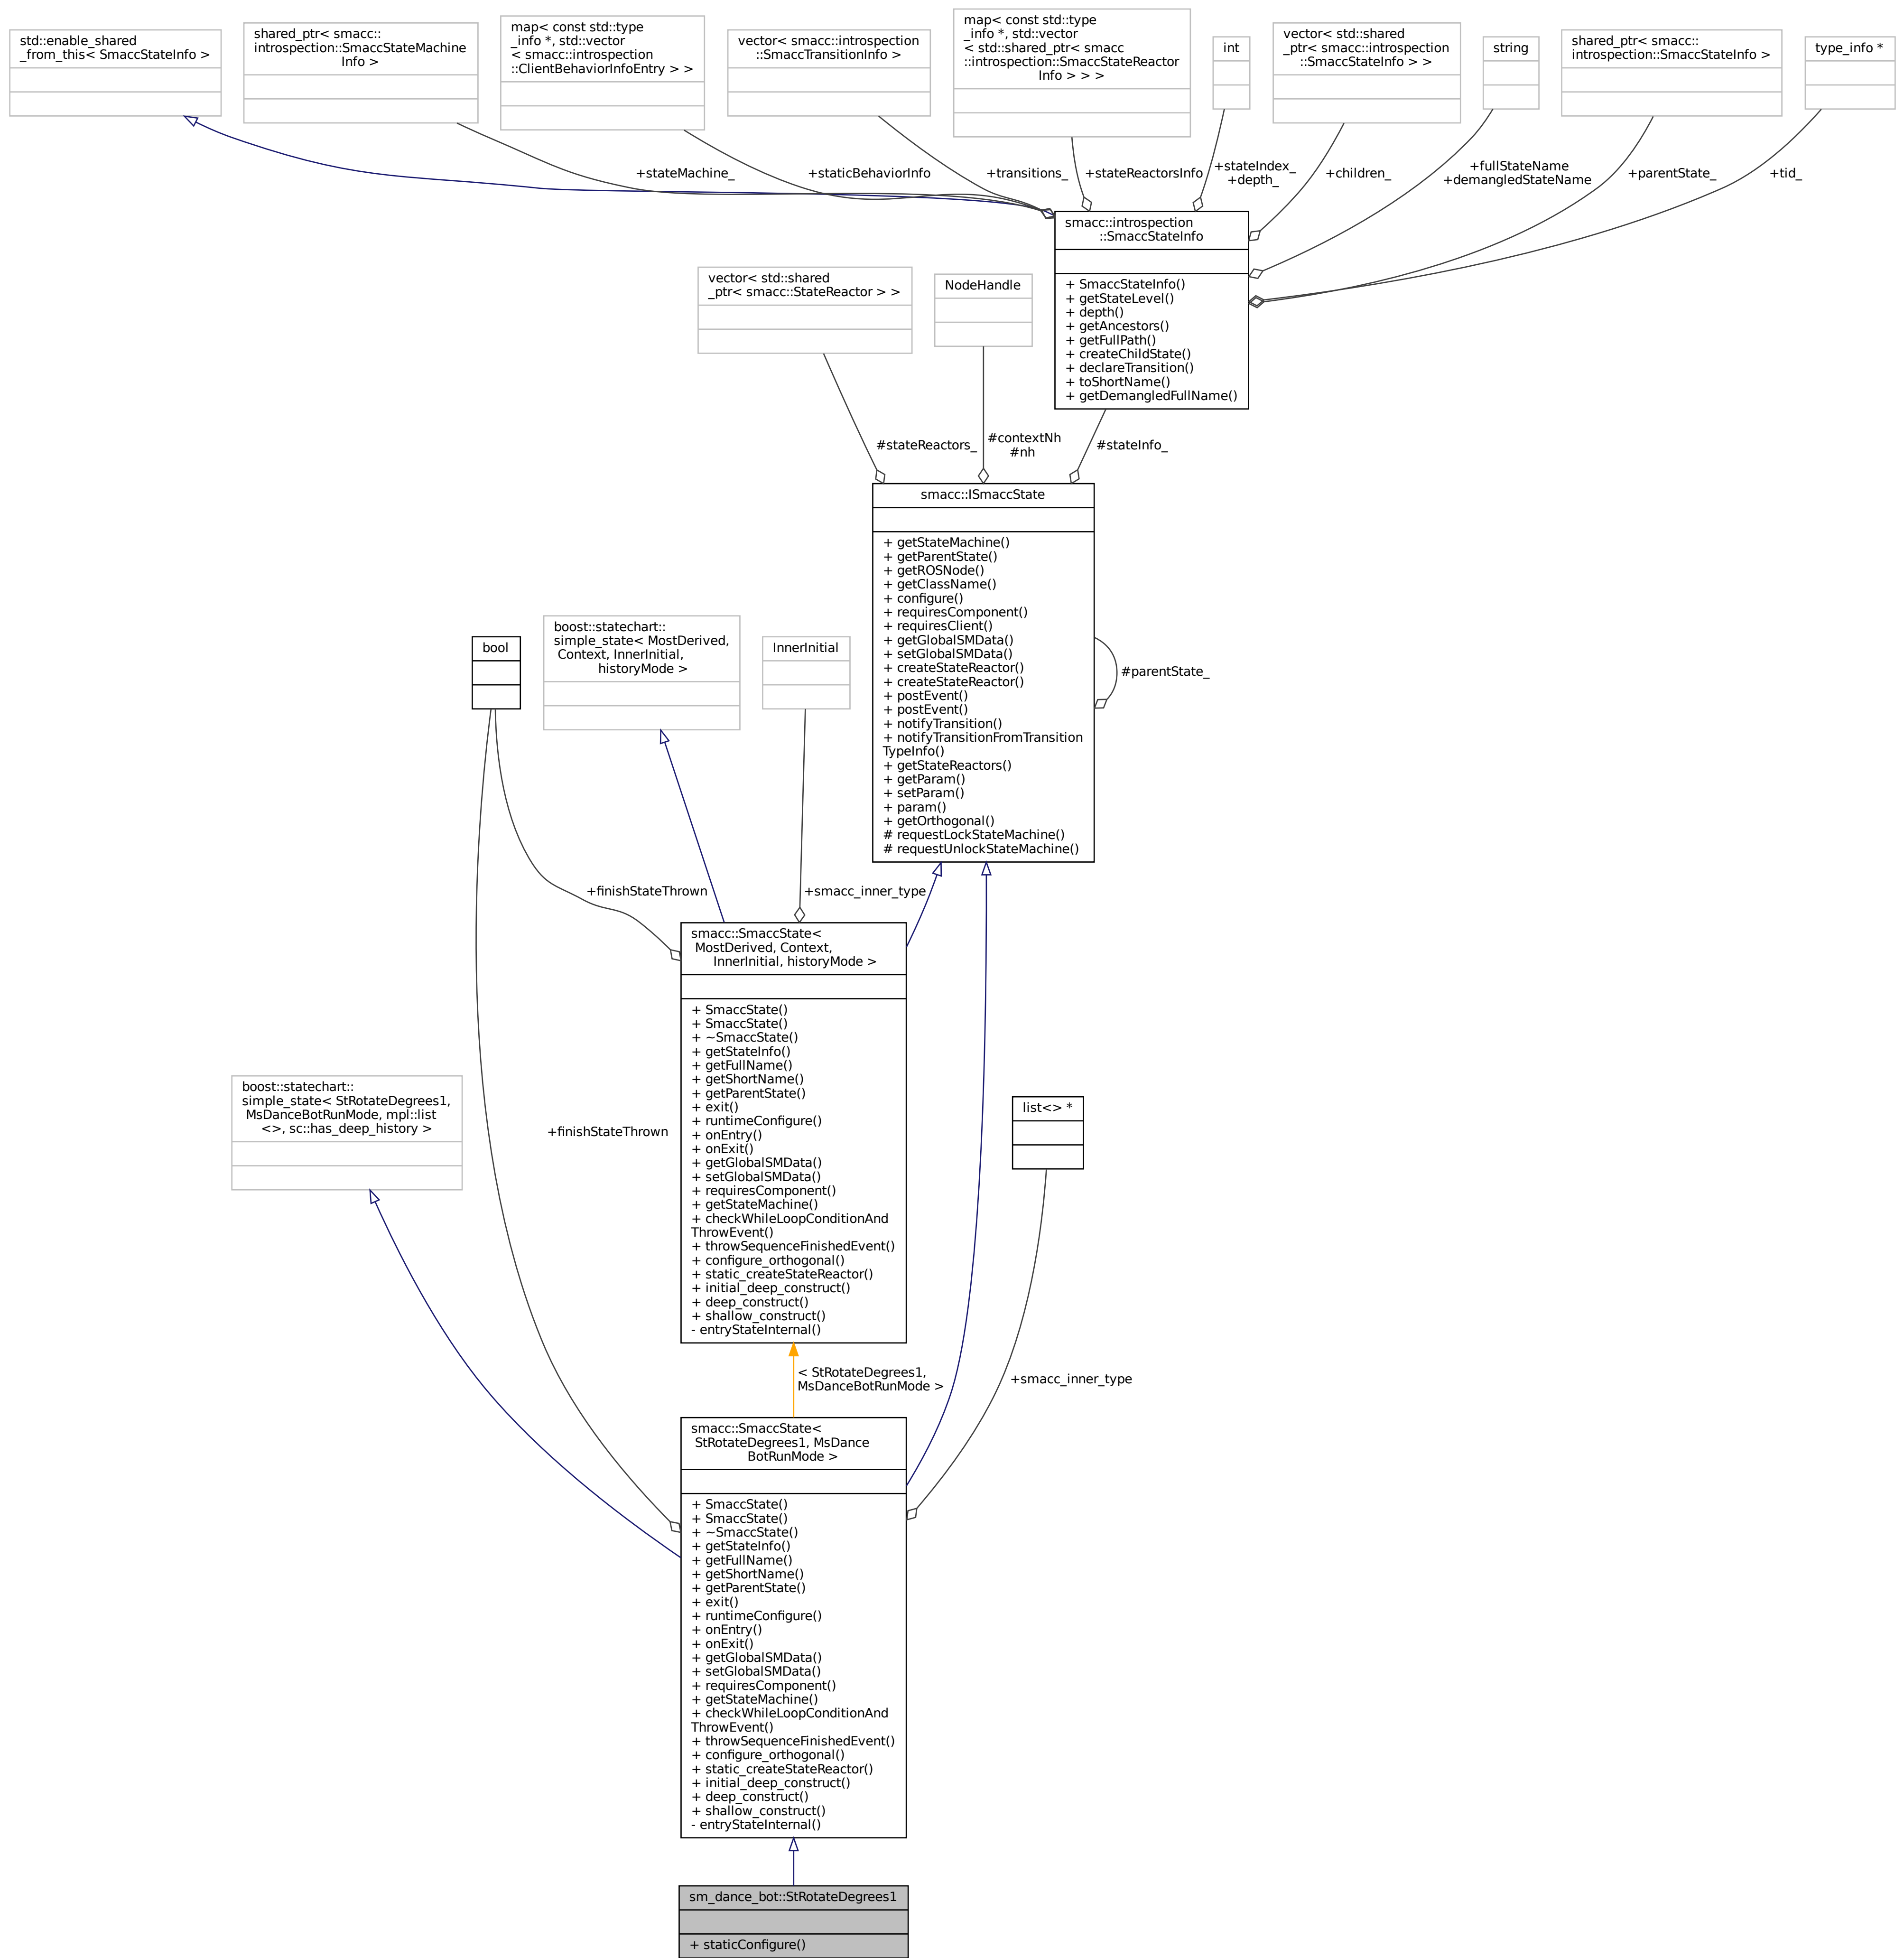 std::enable_shared
_from_this< SmaccStateInfo >
shared_ptr< smacc::
introspection::SmaccStateMachine
Info >
map< const std::type
_info *, std::vector
< smacc::introspection
::ClientBehaviorInfoEntry > >
vector< smacc::introspection
::SmaccTransitionInfo >
map< const std::type
_info *, std::vector
< std::shared_ptr< smacc
::introspection::SmaccStateReactor
Info > > >
int
vector< std::shared
_ptr< smacc::introspection
::SmaccStateInfo > >
string
shared_ptr< smacc::
introspection::SmaccStateInfo >
type_info *
+stateMachine_
+staticBehaviorInfo
+transitions_
+stateReactorsInfo
+stateIndex_
+depth_
+children_
+fullStateName
+demangledStateName
+parentState_
+tid_
smacc::introspection
::SmaccStateInfo
+ SmaccStateInfo()
+ getStateLevel()
+ depth()
+ getAncestors()
+ getFullPath()
+ createChildState()
+ declareTransition()
+ toShortName()
+ getDemangledFullName()
vector< std::shared
_ptr< smacc::StateReactor > >
NodeHandle
#stateReactors_
#contextNh
#nh
#stateInfo_
smacc::ISmaccState
+ getStateMachine()
+ getParentState()
+ getROSNode()
+ getClassName()
+ configure()
+ requiresComponent()
+ requiresClient()
+ getGlobalSMData()
+ setGlobalSMData()
+ createStateReactor()
+ createStateReactor()
+ postEvent()
+ postEvent()
+ notifyTransition()
+ notifyTransitionFromTransition
TypeInfo()
+ getStateReactors()
+ getParam()
+ setParam()
+ param()
+ getOrthogonal()
# requestLockStateMachine()
# requestUnlockStateMachine()
#parentState_
bool
boost::statechart::
simple_state< MostDerived,
Context, InnerInitial,
historyMode >
InnerInitial
+finishStateThrown
+smacc_inner_type
smacc::SmaccState<
MostDerived, Context,
InnerInitial, historyMode >
+ SmaccState()
+ SmaccState()
+ ~SmaccState()
+ getStateInfo()
+ getFullName()
+ getShortName()
+ getParentState()
+ exit()
+ runtimeConfigure()
+ onEntry()
+ onExit()
+ getGlobalSMData()
+ setGlobalSMData()
+ requiresComponent()
+ getStateMachine()
+ checkWhileLoopConditionAnd
ThrowEvent()
+ throwSequenceFinishedEvent()
+ configure_orthogonal()
+ static_createStateReactor()
+ initial_deep_construct()
+ deep_construct()
+ shallow_construct()
- entryStateInternal()
boost::statechart::
simple_state< StRotateDegrees1,
MsDanceBotRunMode, mpl::list
<>, sc::has_deep_history >
+finishStateThrown
list<> *
< StRotateDegrees1,
MsDanceBotRunMode >
+smacc_inner_type
smacc::SmaccState<
StRotateDegrees1, MsDance
BotRunMode >
+ SmaccState()
+ SmaccState()
+ ~SmaccState()
+ getStateInfo()
+ getFullName()
+ getShortName()
+ getParentState()
+ exit()
+ runtimeConfigure()
+ onEntry()
+ onExit()
+ getGlobalSMData()
+ setGlobalSMData()
+ requiresComponent()
+ getStateMachine()
+ checkWhileLoopConditionAnd
ThrowEvent()
+ throwSequenceFinishedEvent()
+ configure_orthogonal()
+ static_createStateReactor()
+ initial_deep_construct()
+ deep_construct()
+ shallow_construct()
- entryStateInternal()
sm_dance_bot::StRotateDegrees1
+ staticConfigure()